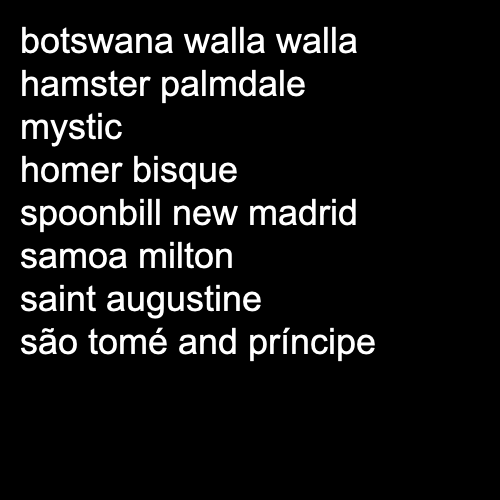 botswana walla walla
hamster palmdale
mystic
homer bisque
spoonbill new madrid
samoa milton
saint augustine
são tomé and príncipe